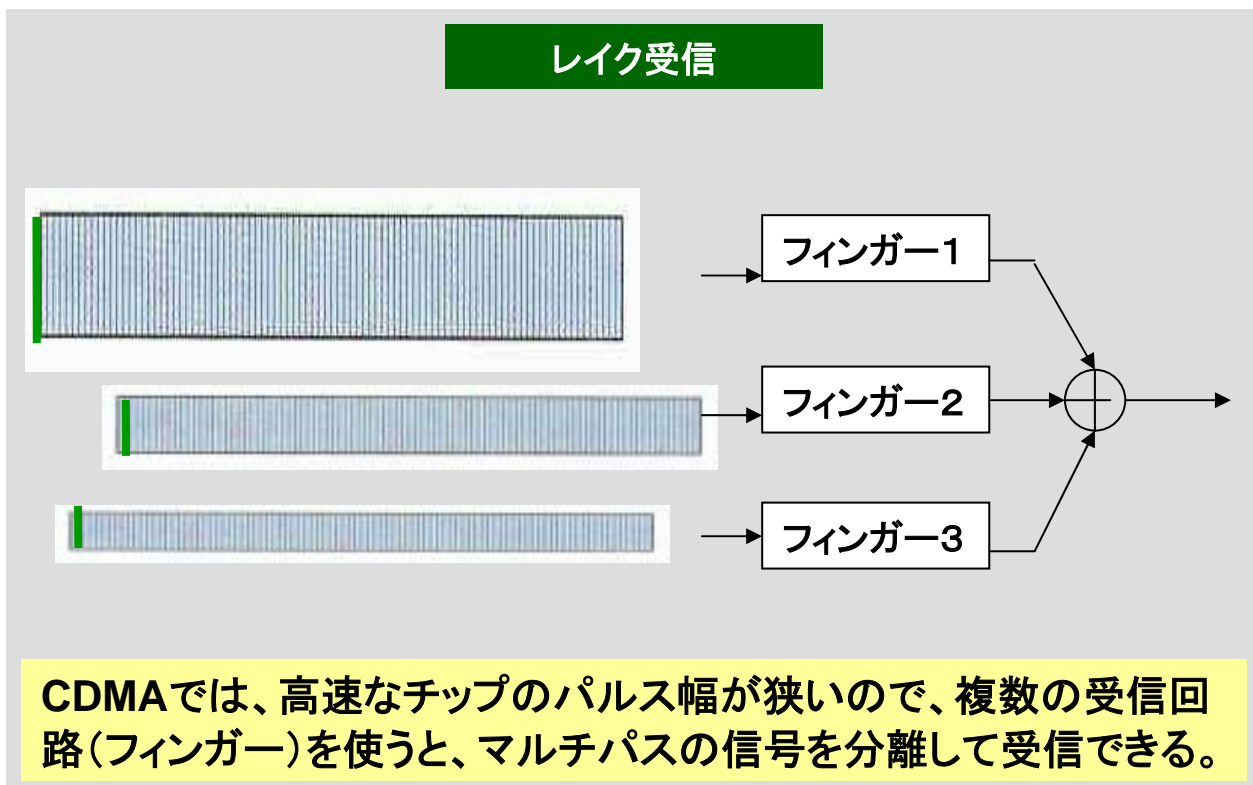 レイク受信
フィンガー１
フィンガー２
フィンガー３
CDMAでは、高速なチップのパルス幅が狭いので、複数の受信回
路（フィンガー）を使うと、マルチパスの信号を分離して受信できる。